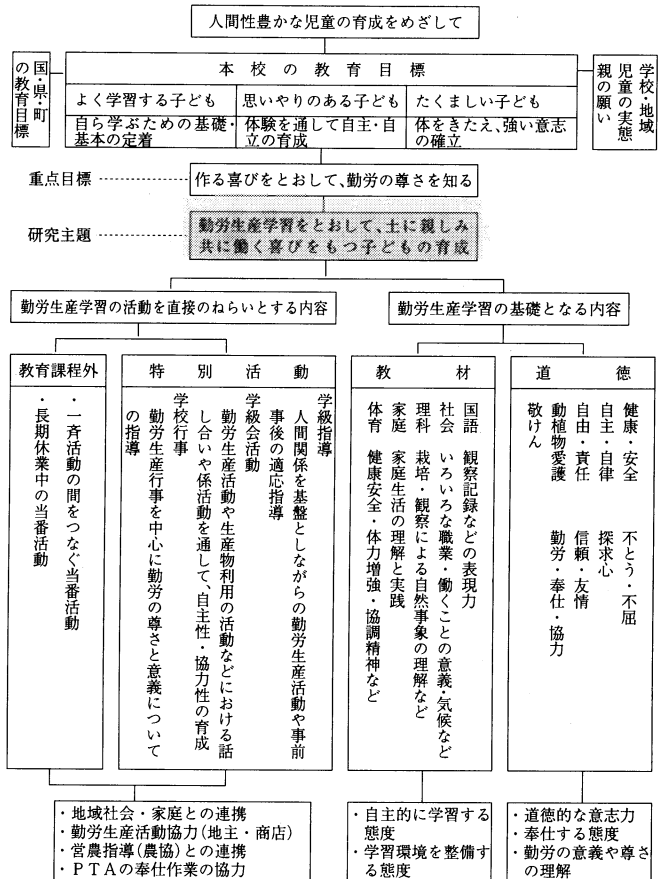 人間性豊かな児童の育成をめざして
国・県・町
の教育目標
本校の教育目標
よく学習する子ども
思いやりのある子ども
たくましい子ども
自ら学ぶための基礎・
基本の定着
体験を通して自主・自
立の育成
体をきたえ、強い意志
の確立
学校・地域
児童の実態
親の願い
重点目標
作る喜びをとおして、勤労の尊さを知る
研究主題
勤労生産学習をとおして、土に親しみ
共に働く喜びをもつ子どもの育成
勤労生産学習の活動を直接のねらいとする内容
勤労生産学習の基礎となる内容
教育課程外
・一斉活動の間をつなぐ当番活動
・長期休業中の当番活動
特別活動
学級指導
人間関係を基盤としながらの勤労生産活動や事前
事後の適応指導
学級会活動
勤労生産活動や生産物利用の活動などにおける話
し合いや係活動を通して、自主性・協力性の育成
学校行事
勤労生産行事を中心に勤労の尊さと意義について
の指導
教材
国語 観察記録などの表現力
社会 いろいろな職業・働くことの意義・気候など
理科 栽培・観察による自然事象の理解など
家庭 家庭生活の理解と実践
体育 健康安全・体力増強・協調精神など
道徳
健康・安全 不とう・不屈
自主・自律 探求心
自由・責任 信頼・友情
動植物愛護 勤労・奉仕・協力
敬けん
・地域社会・家庭との連携
・勤労生産活動協力(地主・商店)
・営農指導(農協)との連携
・PTAの奉仕作業の協力
・自主的に学習する
態度
・学習環境を整備す
る態度
・道徳的な意志力
・奉仕する態度
・勤労の意義や尊さ
の理解